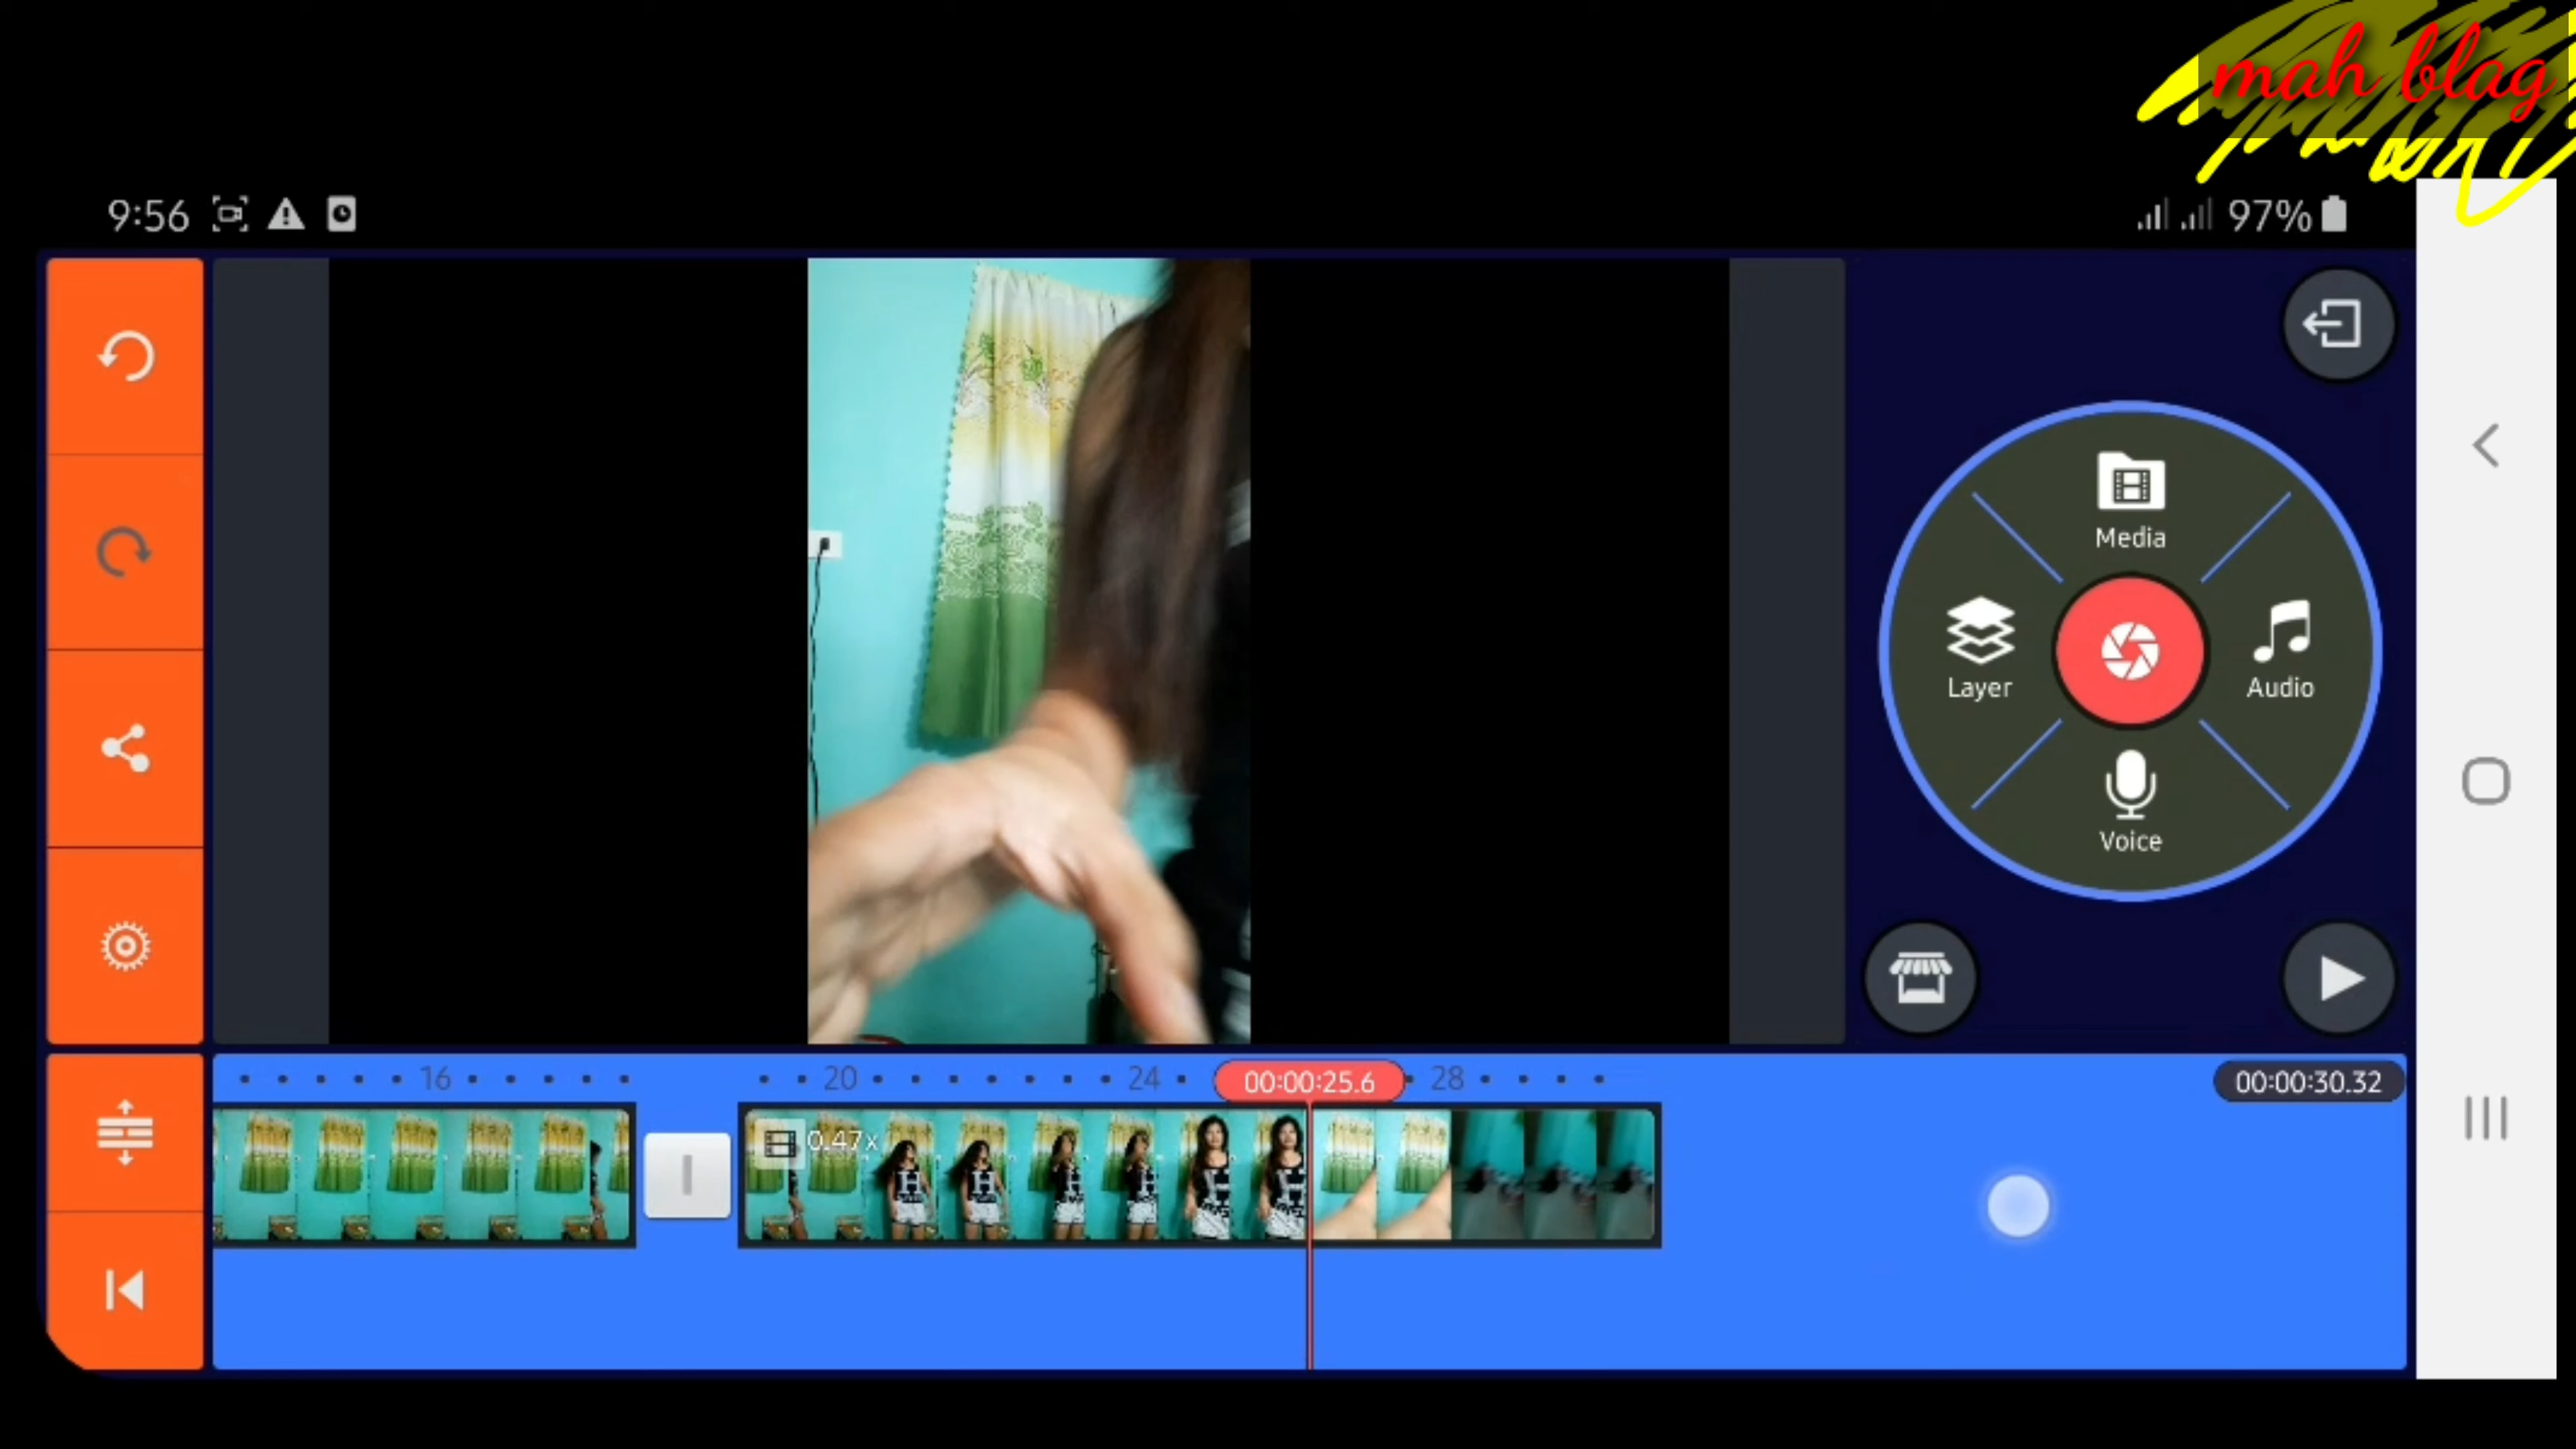 mah blag
9:56
97%
Media
Layer
Audio
Voice
16
20
24
00:00:25.6
28
00:00:30.32
0.47x